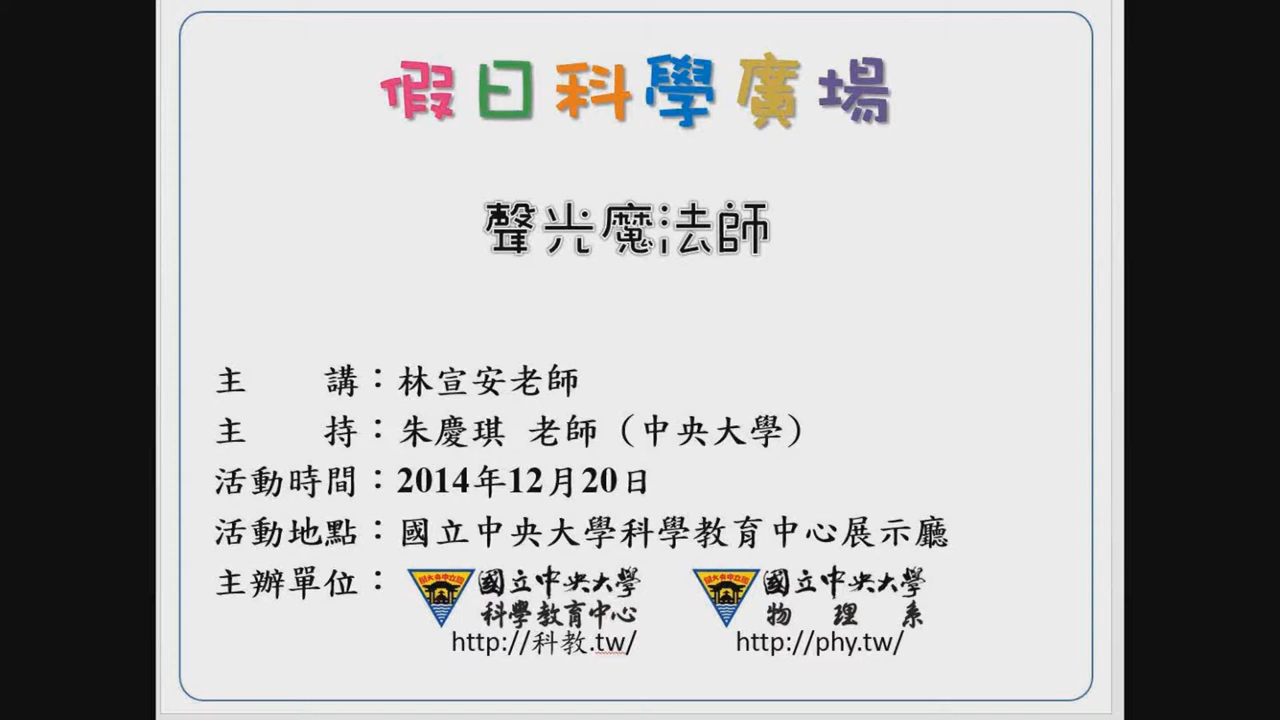 假日科學廣場
聲光魔法師
主 講：林宣安老師
主 持：朱慶琪 老師（中央大學）
活動時間：2014年12月20日
活動地點：國立中央大學科學教育中心展示廳
主辦單位：
國立中央大學
科學教育中心
http://科教.tw/
國立中央大學
物理系
http://phy.tw/